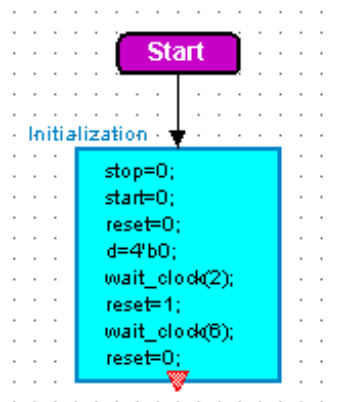 Start
Initialization
stop=0;
start=0;
reset=0;
d=4'b0;
wait_clock(2);
reset=1;
wait_clock(6);
reset=0;